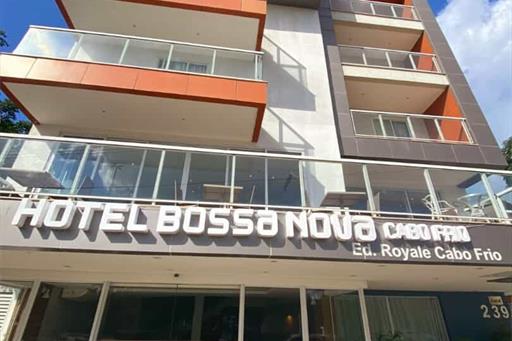 HOTEL BOSSa NOVa CABO FRIO
Ed. Royale Cabo Frio
239